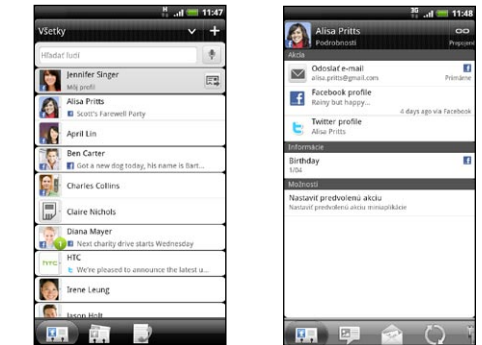 H
11:47
Všetky
Hľadať ľudí
Jennifer Singer
Môj profil
Alisa Pritts
Scott's Farewell Party
April Lin
Ben Carter
Got a new dog today, his name is Bart...
Charles Collins
Claire Nichols
Diana Mayer
1
Next charity drive starts Wednesday
HTC
We're pleased to announce the latest u...
Irene Leung
Jason Holt
3G
11:48
Alisa Pritts
Podrobnosti
Prepojení
Akcia
Odoslať e-mail
alisa.pritts@gmail.com
Primárne
Facebook profile
Rainy but happy...
4 days ago via Facebook
Twitter profile
Alisa Pritts
Informácie
Birthday
1/04
Možnosti
Nastaviť predvolenú akciu
Nastaviť predvolenú akciu miniaplikácie